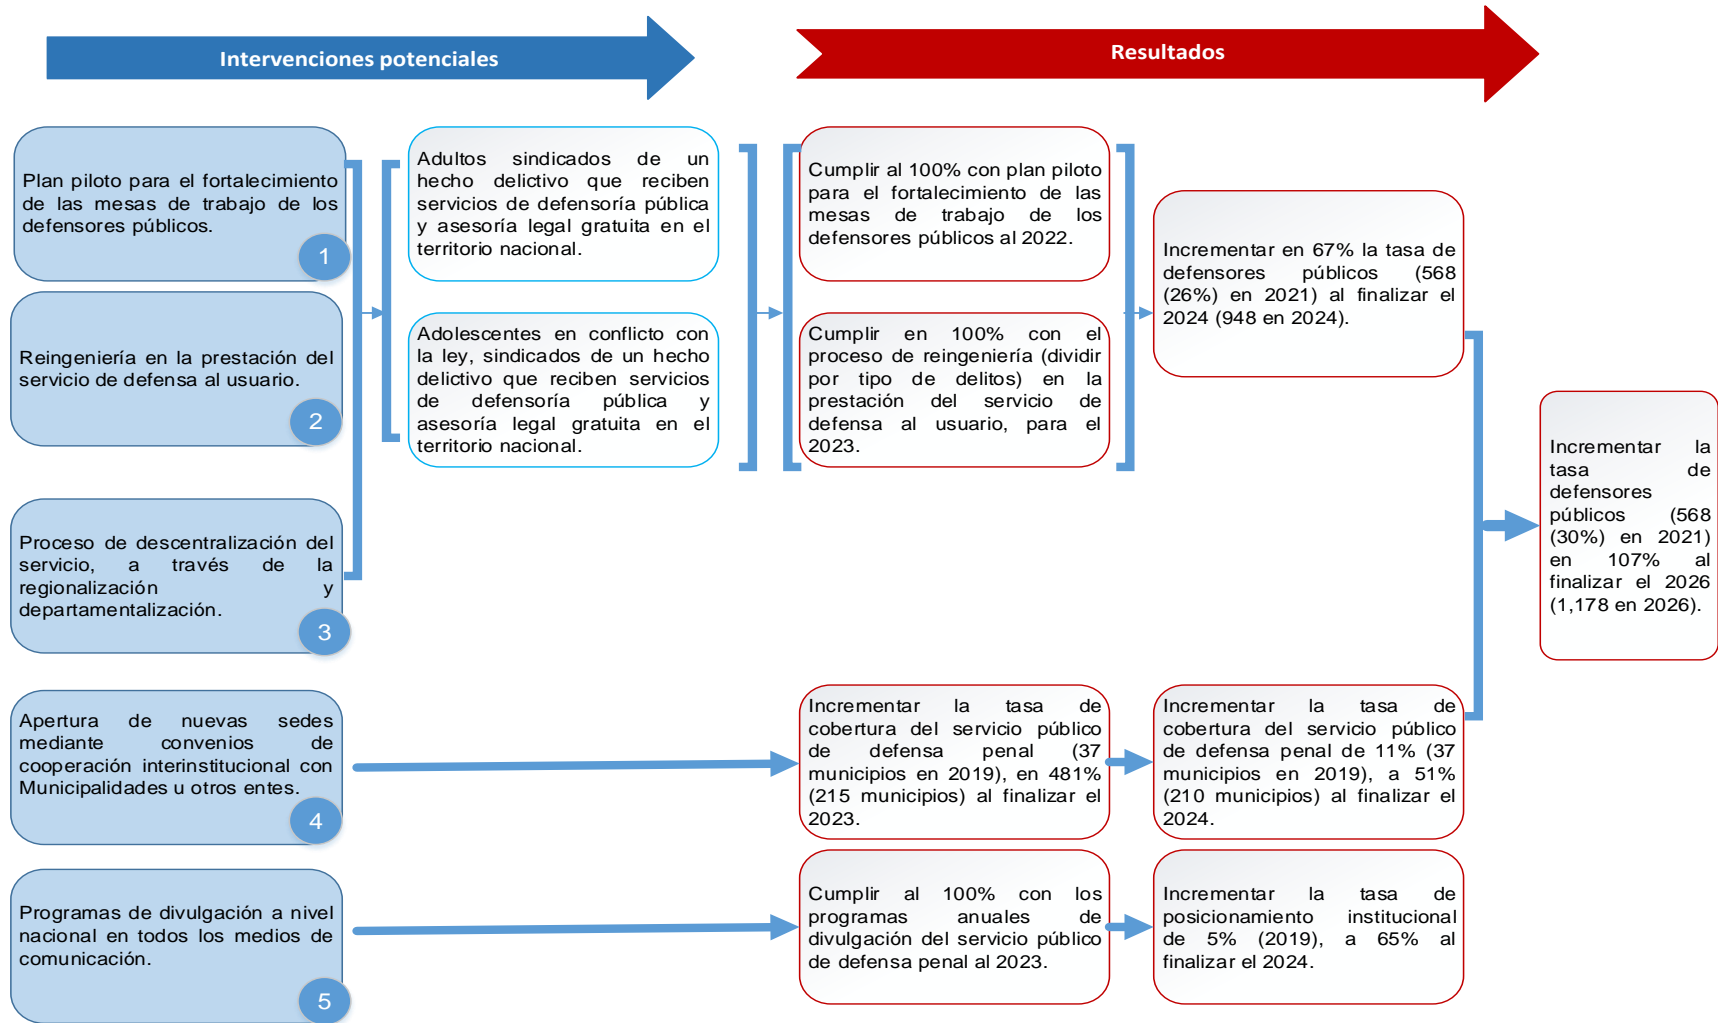 Intervenciones potenciales
Resultados
Plan piloto para el fortalecimiento
de las mesas de trabajo de los
defensores públicos.
1
Reingeniería en la prestación del
servicio de defensa al usuario.
2
Proceso de descentralización del
servicio, a través de la
regionalización y
departamentalización.
3
Apertura de nuevas sedes
mediante convenios de
cooperación interinstitucional con
Municipalidades u otros entes.
4
Programas de divulgación a nivel
nacional en todos los medios de
comunicación.
5
Adultos sindicados de un
hecho delictivo que reciben
servicios de defensoría pública
y asesoría legal gratuita en el
territorio nacional.
Adolescentes en conflicto con
la ley, sindicados de un hecho
delictivo que reciben servicios
de defensoría pública y
asesoría legal gratuita en el
territorio nacional.
Cumplir al 100% con plan piloto
para el fortalecimiento de las
mesas de trabajo de los
defensores públicos al 2022.
Cumplir en 100% con el
proceso de reingeniería (dividir
por tipo de delitos) en la
prestación del servicio de
defensa al usuario, para el
2023.
Incrementar la tasa de
cobertura del servicio público
de defensa penal (37
municipios en 2019), en 481%
(215 municipios) al finalizar el
2023.
Cumplir al 100% con los
programas anuales de
divulgación del servicio público
de defensa penal al 2023.
Incrementar en 67% la tasa de
defensores públicos (568
(26%) en 2021) al finalizar el
2024 (948 en 2024).
Incrementar la tasa de
cobertura del servicio público
de defensa penal de 11% (37
municipios en 2019), a 51%
(210 municipios) al finalizar el
2024.
Incrementar la tasa de
posicionamiento institucional
de 5% (2019), a 65% al
finalizar el 2024.
Incrementar la
tasa de
defensores
públicos (568
(30%) en 2021)
en 107% al
finalizar el 2026
(1,178 en 2026).